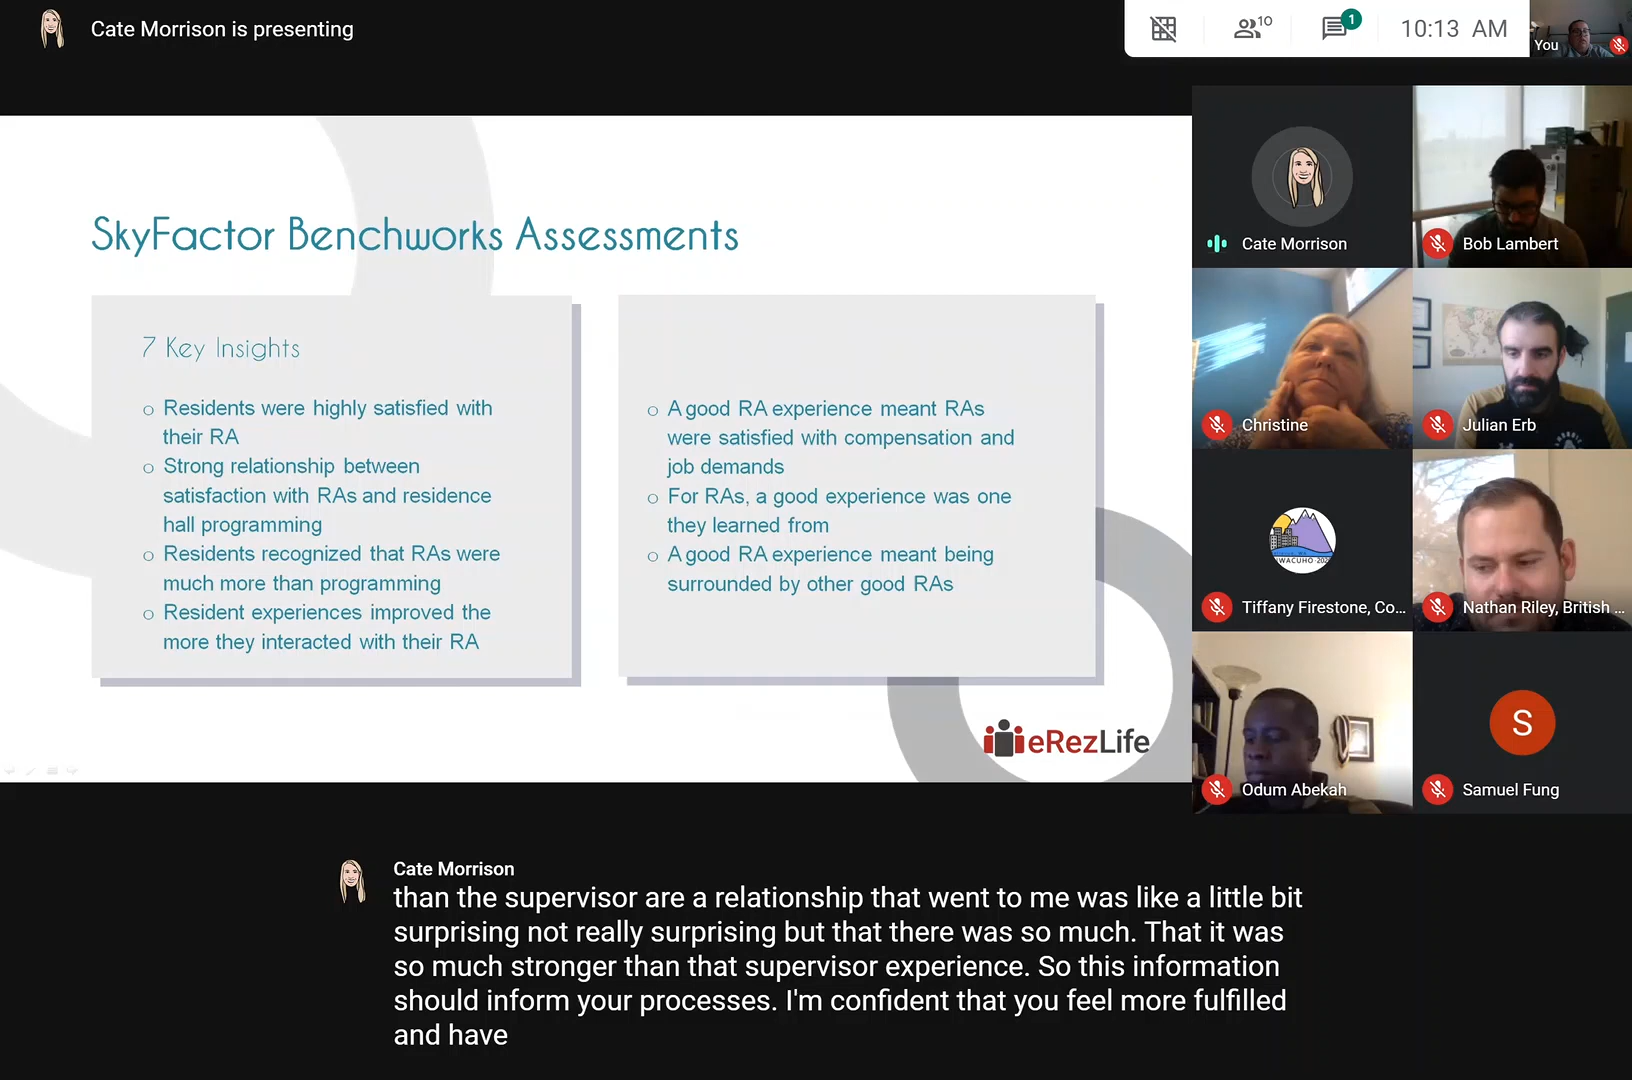 Cate Morrison is presenting
10
1
10:13 AM
You
SkyFactor Benchworks Assessments
7 Key Insights
o Residents were highly satisfied with
their RA
o Strong relationship between
satisfaction with RAs and residence
hall programming
o Residents recognized that RAs were
much more than programming
o Resident experiences improved the
more they interacted with their RA
o A good RA experience meant RAs
were satisfied with compensation and
job demands
o For RAs, a good experience was one
they learned from
o A good RA experience meant being
surrounded by other good RAs
eRezLife
Cate Morrison
Bob Lambert
Christine
Julian Erb
Tiffany Firestone, Co...
Nathan Riley, British ...
Odum Abekah
S
Samuel Fung
Cate Morrison
than the supervisor are a relationship that went to me was like a little bit
surprising not really surprising but that there was so much. That it was
so much stronger than that supervisor experience. So this information
should inform your processes. I'm confident that you feel more fulfilled
and have